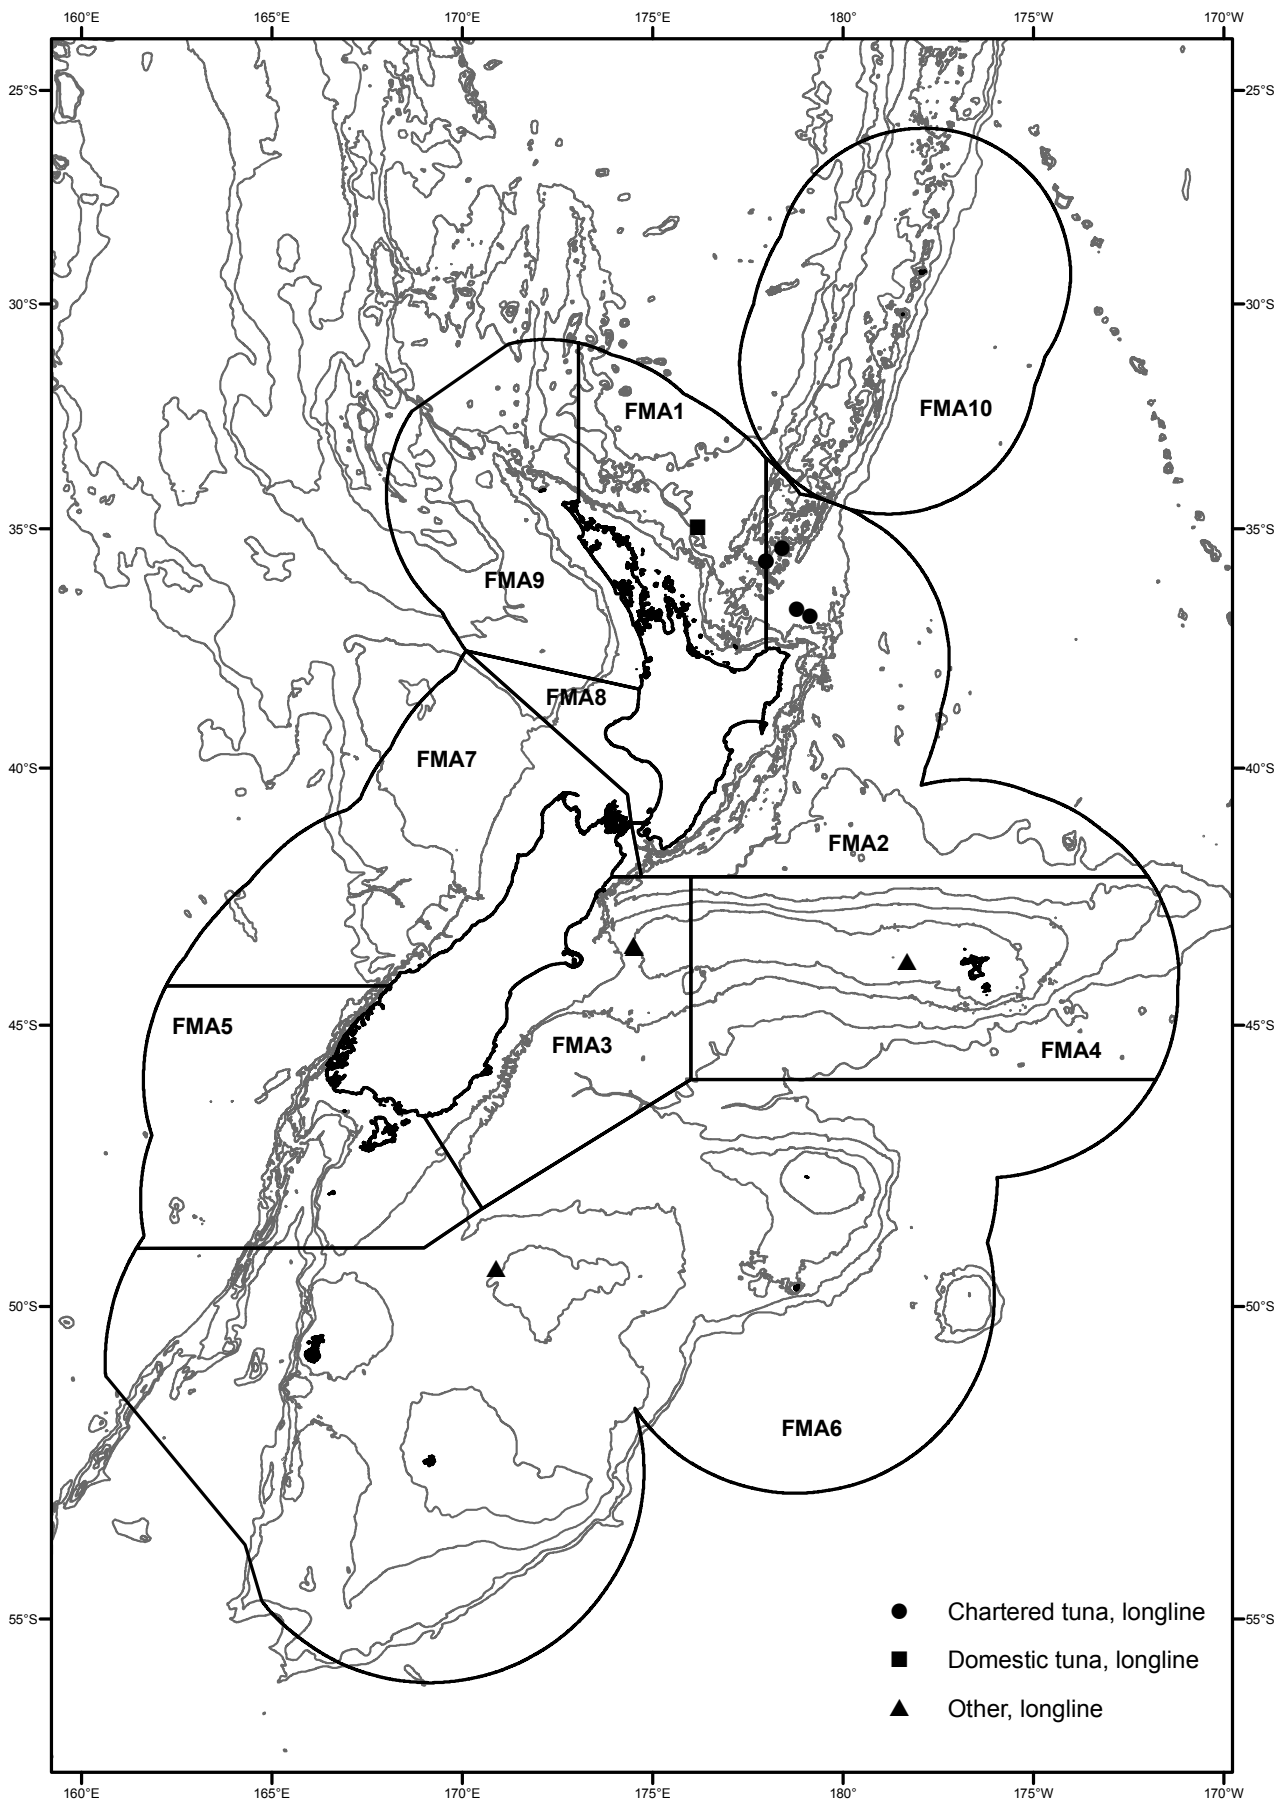 160°E 165°E 170°E 175°E 180° 175°W 170°W
25°S 25°S
30°S 30°S
FMA1
FMA10
35°S 35°S
FMA9
FMA8
FMA7
40°S 40°S
FMA2
FMA5
45°S 45°S
FMA3
FMA4
50°S 50°S
FMA6
Chartered tuna, longline
55°S 55°S
Domestic tuna, longline
Other, longline
160°E 165°E 170°E 175°E 180° 175°W 170°W